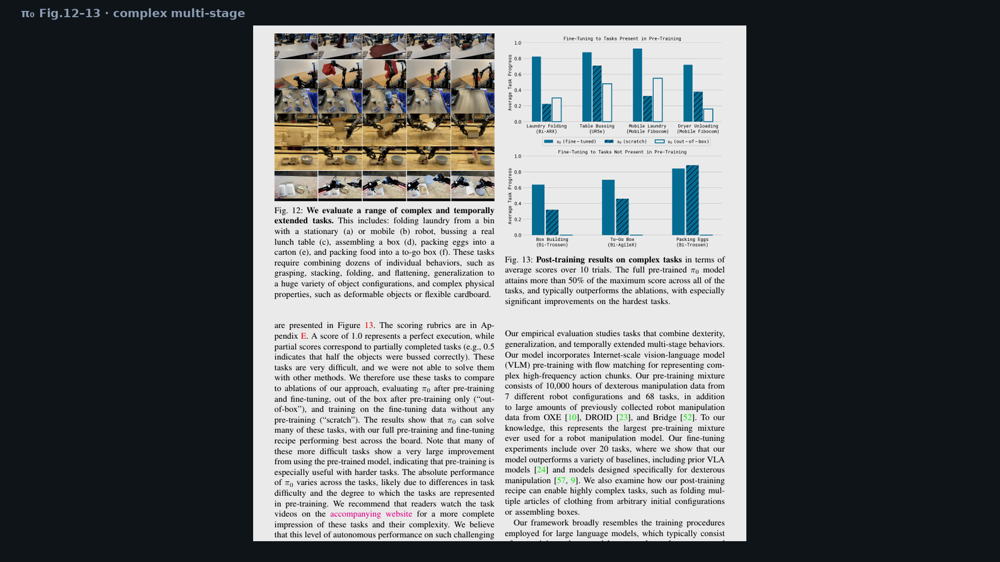 π₀ Fig.12–13 · complex multi-stage
Fig. 12: We evaluate a range of complex and temporally
extended tasks. This includes: folding laundry from a bin
with a stationary (a) or mobile (b) robot, bussing a real
lunch table (c), assembling a box (d), packing eggs into a
carton (e), and packing food into a to-go box (f). These tasks
require combining dozens of individual behaviors, such as
grasping, stacking, folding, and flattening, generalization to
a huge variety of object configurations, and complex physical
properties, such as deformable objects or flexible cardboard.
are presented in Figure 13. The scoring rubrics are in Ap-
pendix E. A score of 1.0 represents a perfect execution, while
partial scores correspond to partially completed tasks (e.g., 0.5
indicates that half the objects were bussed correctly). These
tasks are very difficult, and we were not able to solve them
with other methods. We therefore use these tasks to compare
to ablations of our approach, evaluating π₀ after pre-training
and fine-tuning, out of the box after pre-training only (“out-
of-box”), and training on the fine-tuning data without any
pre-training (“scratch”). The results show that π₀ can solve
many of these tasks, with our full pre-training and fine-tuning
recipe performing best across the board. Note that many of
these more difficult tasks show a very large improvement
from using the pre-trained model, indicating that pre-training is
especially useful with harder tasks. The absolute performance
of π₀ varies across the tasks, likely due to differences in task
difficulty and the degree to which the tasks are represented
in pre-training. We recommend that readers watch the task
videos on the accompanying website for a more complete
impression of these tasks and their complexity. We believe
that this level of autonomous performance on such challenging
Fine-Tuning to Tasks Present in Pre-Training
Average Task Progress
1.0
0.8
0.6
0.4
0.2
0.0
Laundry Folding
(Bi-ARX)
Table Bussing
(UR5e)
Mobile Laundry
(Mobile Fibocom)
Dryer Unloading
(Mobile Fibocom)
π₀ (fine-tuned)
π₀ (scratch)
π₀ (out-of-box)
Fine-Tuning to Tasks Not Present in Pre-Training
Average Task Progress
1.0
0.8
0.6
0.4
0.2
0.0
Box Building
(Bi-Trossen)
To-Go Box
(Bi-AgileX)
Packing Eggs
(Bi-Trossen)
Fig. 13: Post-training results on complex tasks in terms of
average scores over 10 trials. The full pre-trained π₀ model
attains more than 50% of the maximum score across all of the
tasks, and typically outperforms the ablations, with especially
significant improvements on the hardest tasks.
Our empirical evaluation studies tasks that combine dexterity,
generalization, and temporally extended multi-stage behaviors.
Our model incorporates Internet-scale vision-language model
(VLM) pre-training with flow matching for representing com-
plex high-frequency action chunks. Our pre-training mixture
consists of 10,000 hours of dexterous manipulation data from
7 different robot configurations and 68 tasks, in addition
to large amounts of previously collected robot manipulation
data from OXE [10], DROID [23], and Bridge [52]. To our
knowledge, this represents the largest pre-training mixture
ever used for a robot manipulation model. Our fine-tuning
experiments include over 20 tasks, where we show that our
model outperforms a variety of baselines, including prior VLA
models [24] and models designed specifically for dexterous
manipulation [57, 9]. We also examine how our post-training
recipe can enable highly complex tasks, such as folding mul-
tiple articles of clothing from arbitrary initial configurations
or assembling boxes.
Our framework broadly resembles the training procedures
employed for large language models, which typically consist